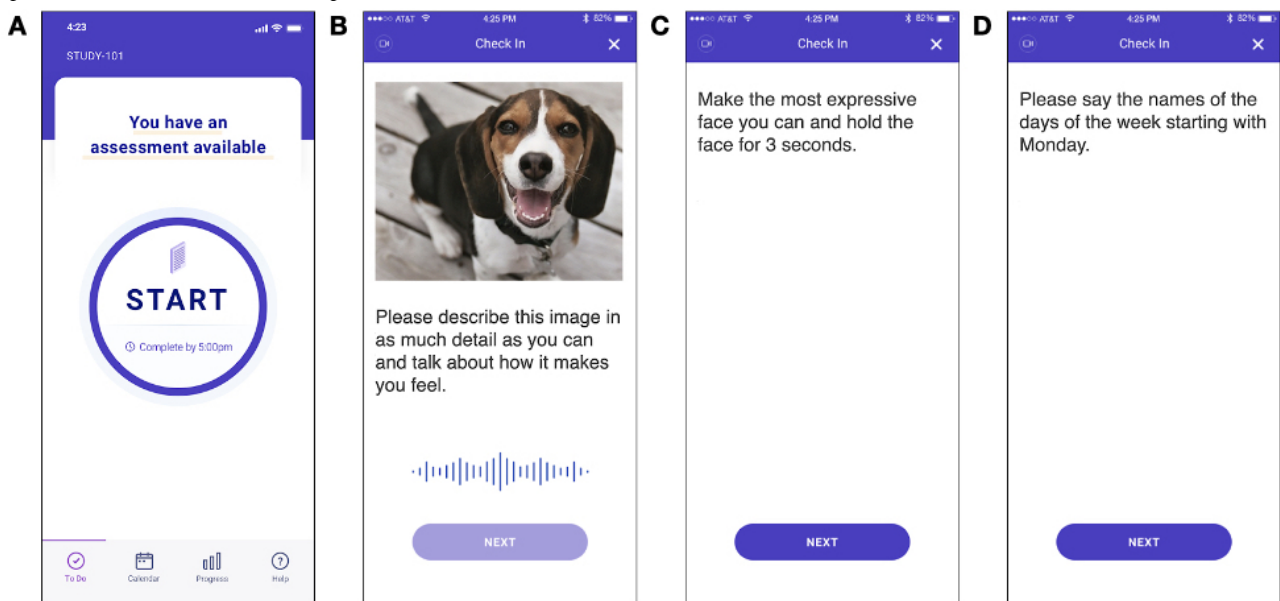 A
4:23
STUDY-101
You have an
assessment available
START
Complete by 5:00pm
To Do
Calendar
Progress
Help
B
AT&T
4:25 PM
82%
Check In
Please describe this image in
as much detail as you can
and talk about how it makes
you feel.
NEXT
C
AT&T
4:25 PM
82%
Check In
Make the most expressive
face you can and hold the
face for 3 seconds.
NEXT
D
AT&T
4:25 PM
82%
Check In
Please say the names of the
days of the week starting with
Monday.
NEXT